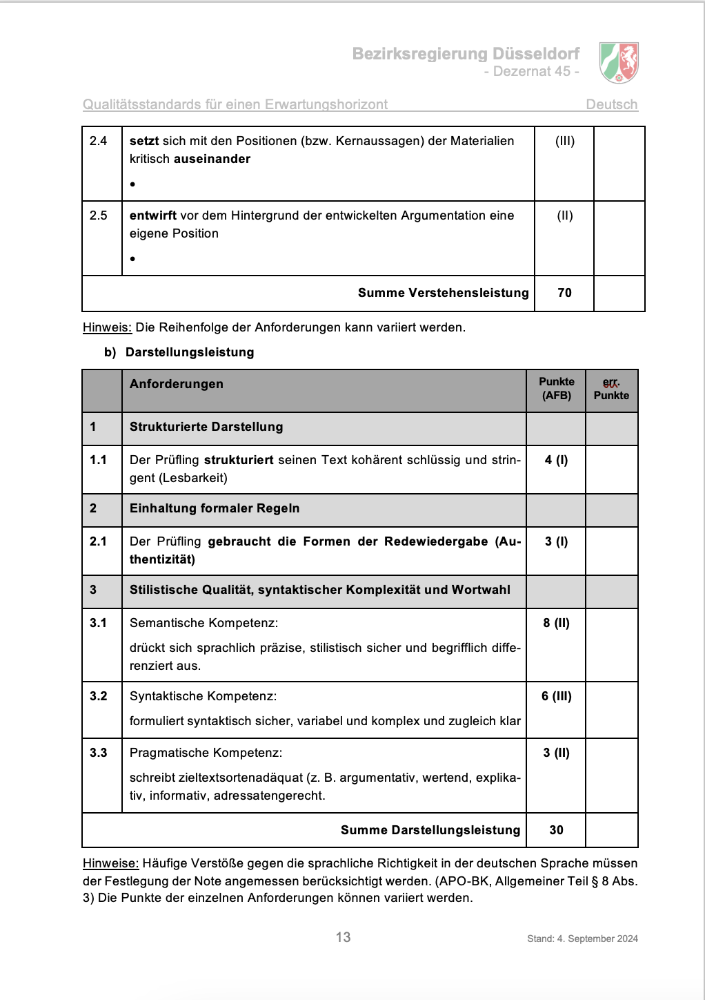 Bezirksregierung Düsseldorf
- Dezernat 45 -
Qualitätsstandards für einen Erwartungshorizont Deutsch
2.4 setzt sich mit den Positionen (bzw. Kernaussagen) der Materialien (III)
kritisch auseinander
•
2.5 entwirft vor dem Hintergrund der entwickelten Argumentation eine (II)
eigene Position
•
Summe Verstehensleistung 70
Hinweis: Die Reihenfolge der Anforderungen kann variiert werden.
b) Darstellungsleistung
Anforderungen Punkte err.
(AFB) Punkte
1 Strukturierte Darstellung
1.1 Der Prüfling strukturiert seinen Text kohärent schlüssig und strin- 4 (I)
gent (Lesbarkeit)
2 Einhaltung formaler Regeln
2.1 Der Prüfling gebraucht die Formen der Redewiedergabe (Au- 3 (I)
thentizität)
3 Stilistische Qualität, syntaktischer Komplexität und Wortwahl
3.1 Semantische Kompetenz: 8 (II)
drückt sich sprachlich präzise, stilistisch sicher und begrifflich diffe-
renziert aus.
3.2 Syntaktische Kompetenz: 6 (III)
formuliert syntaktisch sicher, variabel und komplex und zugleich klar
3.3 Pragmatische Kompetenz: 3 (II)
schreibt zieltextsortenadäquat (z. B. argumentativ, wertend, explika-
tiv, informativ, adressatengerecht.
Summe Darstellungsleistung 30
Hinweise: Häufige Verstöße gegen die sprachliche Richtigkeit in der deutschen Sprache müssen
der Festlegung der Note angemessen berücksichtigt werden. (APO-BK, Allgemeiner Teil § 8 Abs.
3) Die Punkte der einzelnen Anforderungen können variiert werden.
13 Stand: 4. September 2024